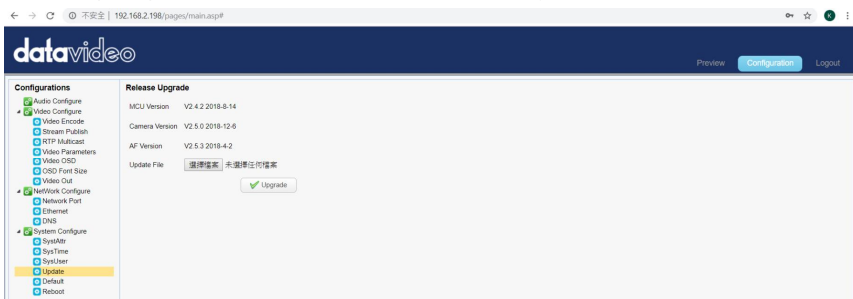 不安全 | 192.168.2.198/pages/main.asp#
K
datavideo
Preview
Configuration
Logout
Configurations
Audio Configure
Video Configure
Video Encode
Stream Publish
RTP Multicast
Video Parameters
Video OSD
OSD Font Size
Video Out
NetWork Configure
Network Port
Ethernet
DNS
System Configure
SystAttr
SysTime
SysUser
Update
Default
Reboot
Release Upgrade
MCU Version V2.4.2 2018-8-14
Camera Version V2.5.0 2018-12-6
AF Version V2.5.3 2018-4-2
Update File 選擇檔案 未選擇任何檔案
Upgrade